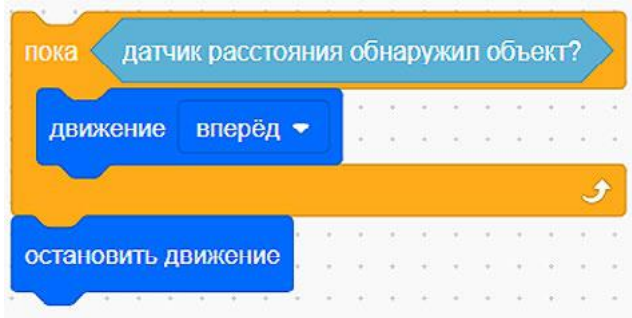 пока датчик расстояния обнаружил объект?
движение вперёд
остановить движение